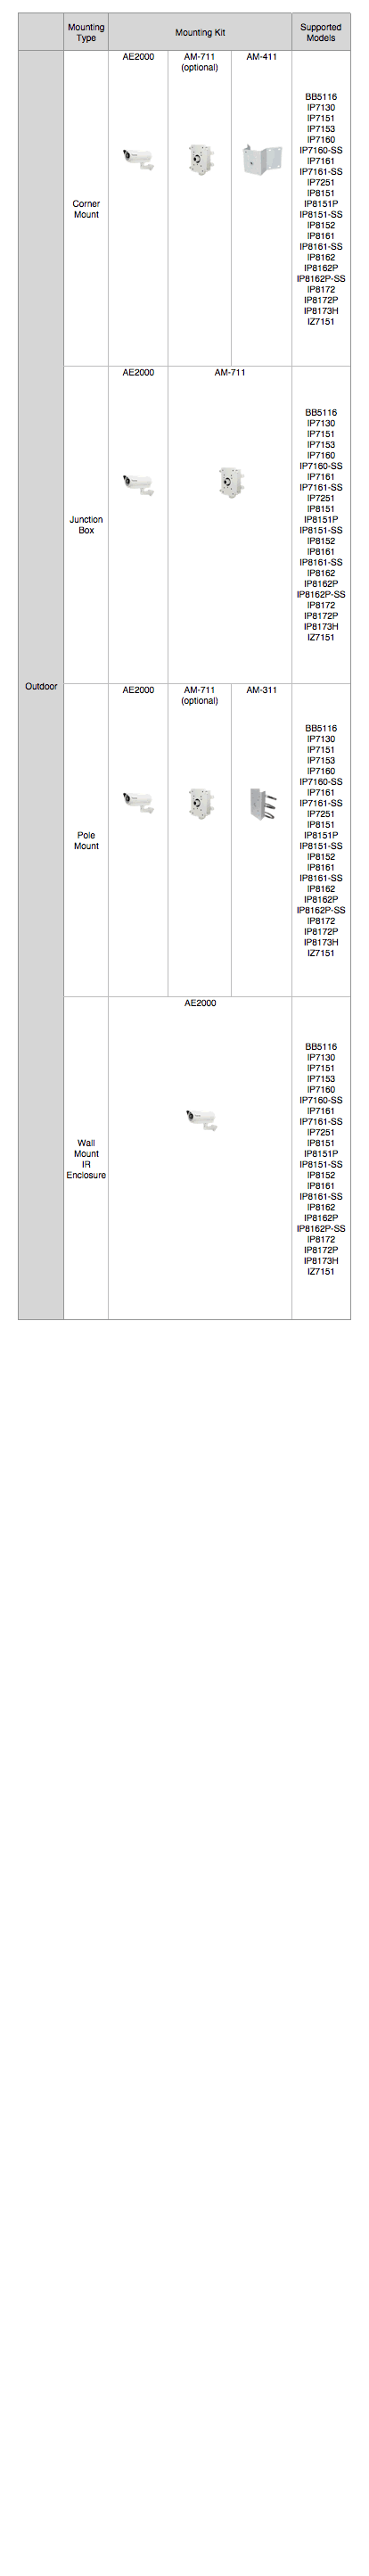 Mounting
Type
Mounting Kit
Supported
Models
Outdoor
Corner
Mount
AE2000
AM-711
(optional)
AM-411
BB5116
IP7130
IP7151
IP7153
IP7160
IP7160-SS
IP7161
IP7161-SS
IP7251
IP8151
IP8151P
IP8151-SS
IP8152
IP8161
IP8161-SS
IP8162
IP8162P
IP8162P-SS
IP8172
IP8172P
IP8173H
IZ7151
Junction
Box
AE2000
AM-711
BB5116
IP7130
IP7151
IP7153
IP7160
IP7160-SS
IP7161
IP7161-SS
IP7251
IP8151
IP8151P
IP8151-SS
IP8152
IP8161
IP8161-SS
IP8162
IP8162P
IP8162P-SS
IP8172
IP8172P
IP8173H
IZ7151
Pole
Mount
AE2000
AM-711
(optional)
AM-311
BB5116
IP7130
IP7151
IP7153
IP7160
IP7160-SS
IP7161
IP7161-SS
IP7251
IP8151
IP8151P
IP8151-SS
IP8152
IP8161
IP8161-SS
IP8162
IP8162P
IP8162P-SS
IP8172
IP8172P
IP8173H
IZ7151
Wall
Mount
IR
Enclosure
AE2000
BB5116
IP7130
IP7151
IP7153
IP7160
IP7160-SS
IP7161
IP7161-SS
IP7251
IP8151
IP8151P
IP8151-SS
IP8152
IP8161
IP8161-SS
IP8162
IP8162P
IP8162P-SS
IP8172
IP8172P
IP8173H
IZ7151